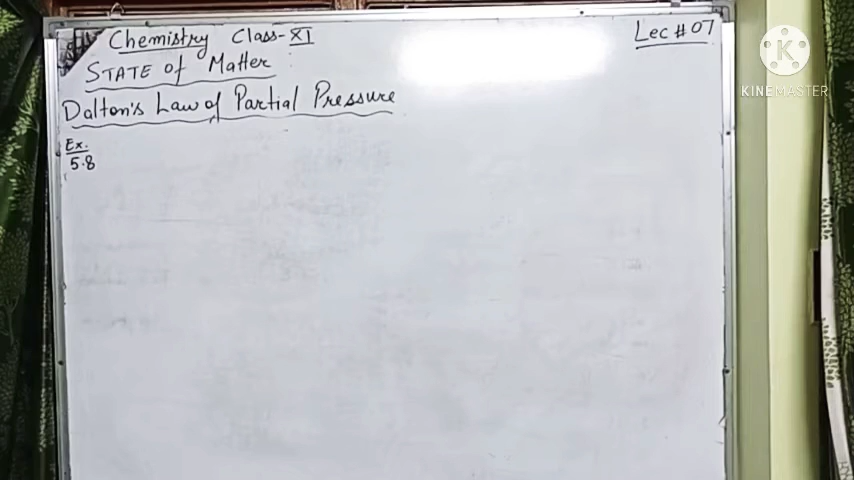 Chemistry Class-XI
Lec # 07
STATE of Matter
Dalton's Law of Partial Pressure
Ex.
5.8
K
KINEMASTER